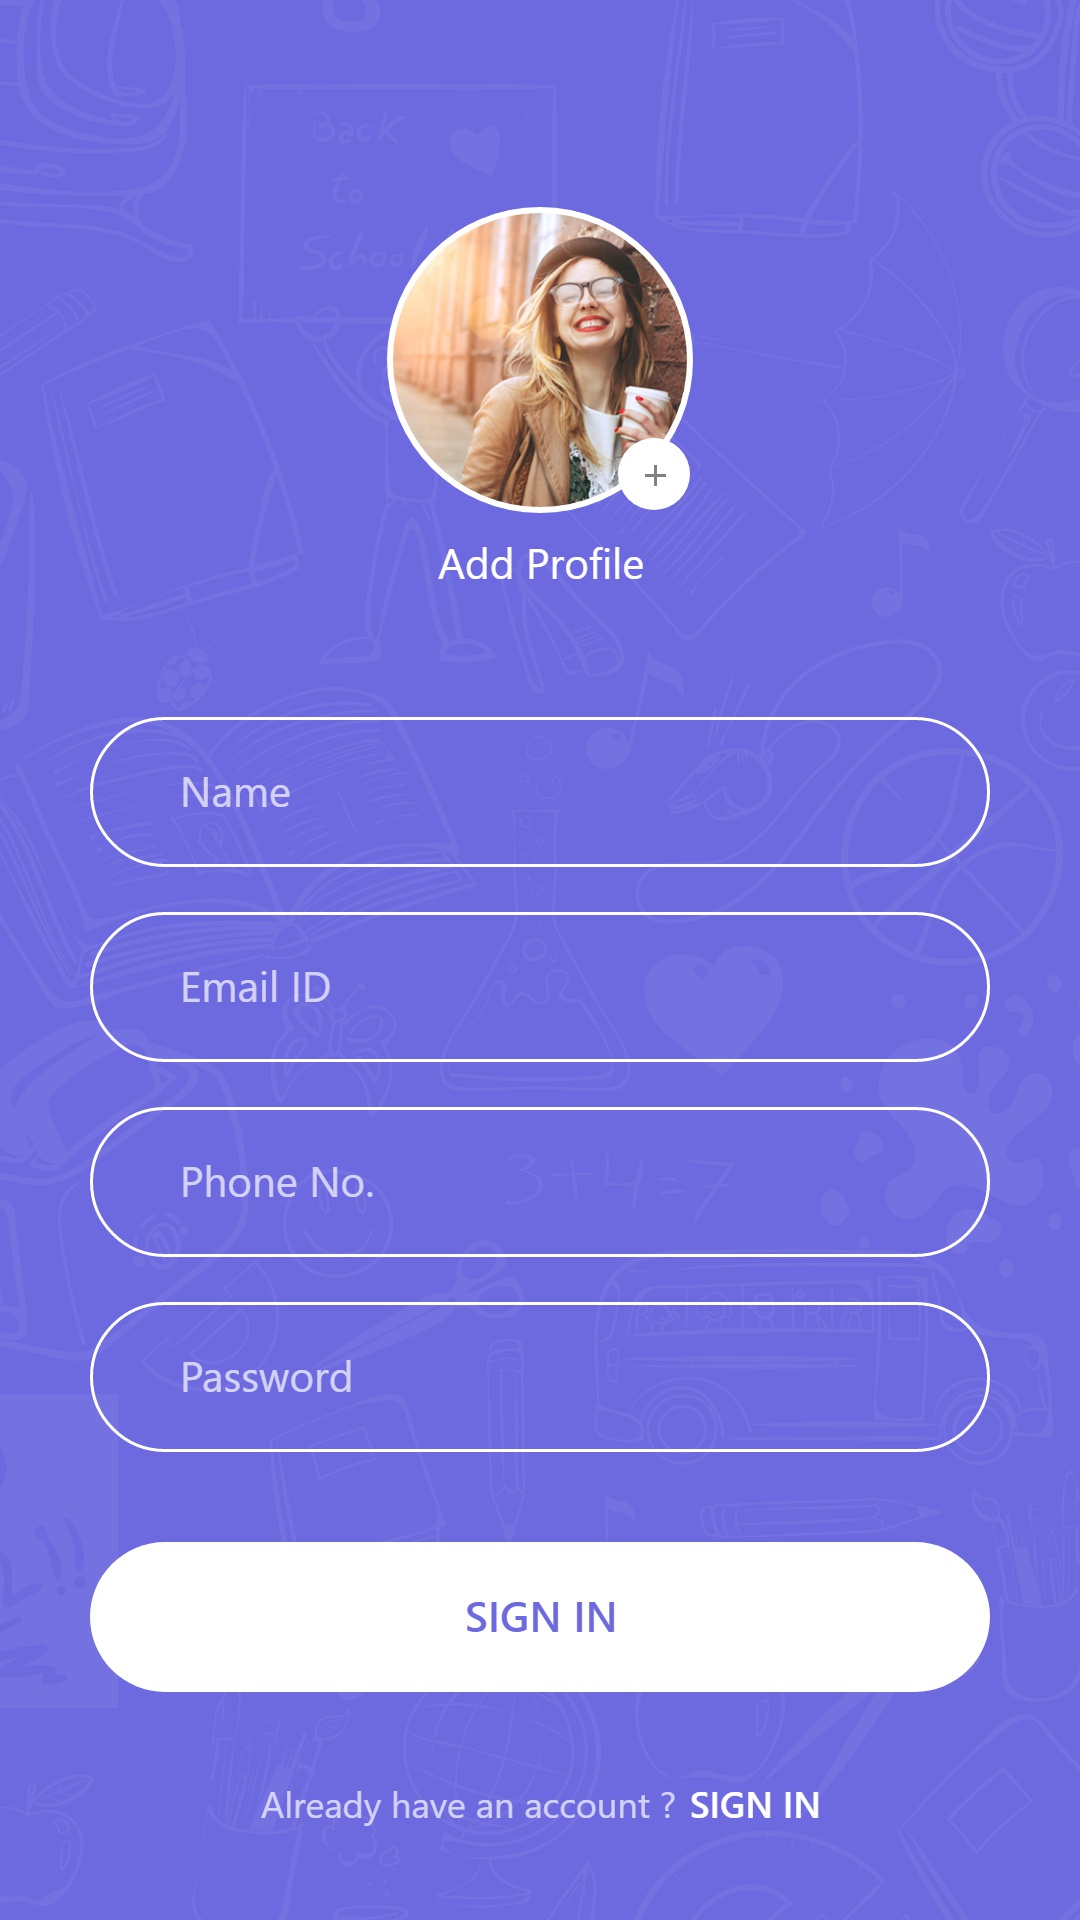 Back
to
School
Add Profile
Name
Email ID
Phone No.
3+4=7
Password
SIGN IN
Already have an account ? SIGN IN